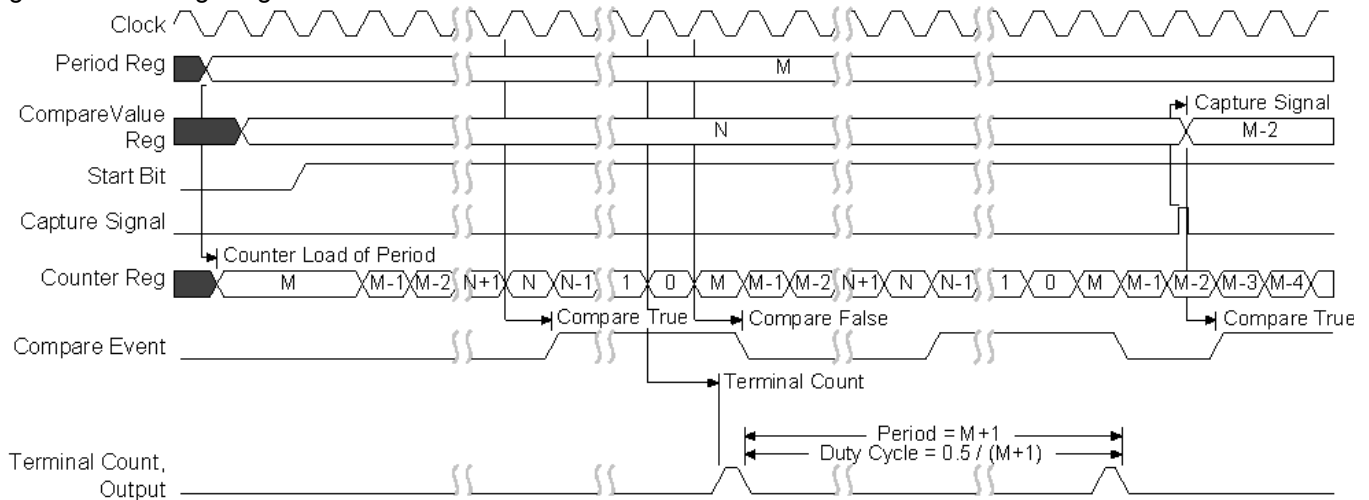 Clock
Period Reg
M
CompareValue
Reg
N
Capture Signal
M-2
Start Bit
Capture Signal
Counter Load of Period
Counter Reg
M M-1 M-2 N+1 N N-1 1 0 M M-1 M-2 N+1 N N-1 1 0 M M-1 M-2 M-3 M-4
Compare True
Compare False
Compare True
Compare Event
Terminal Count
Period = M+1
Duty Cycle = 0.5 / (M+1)
Terminal Count,
Output